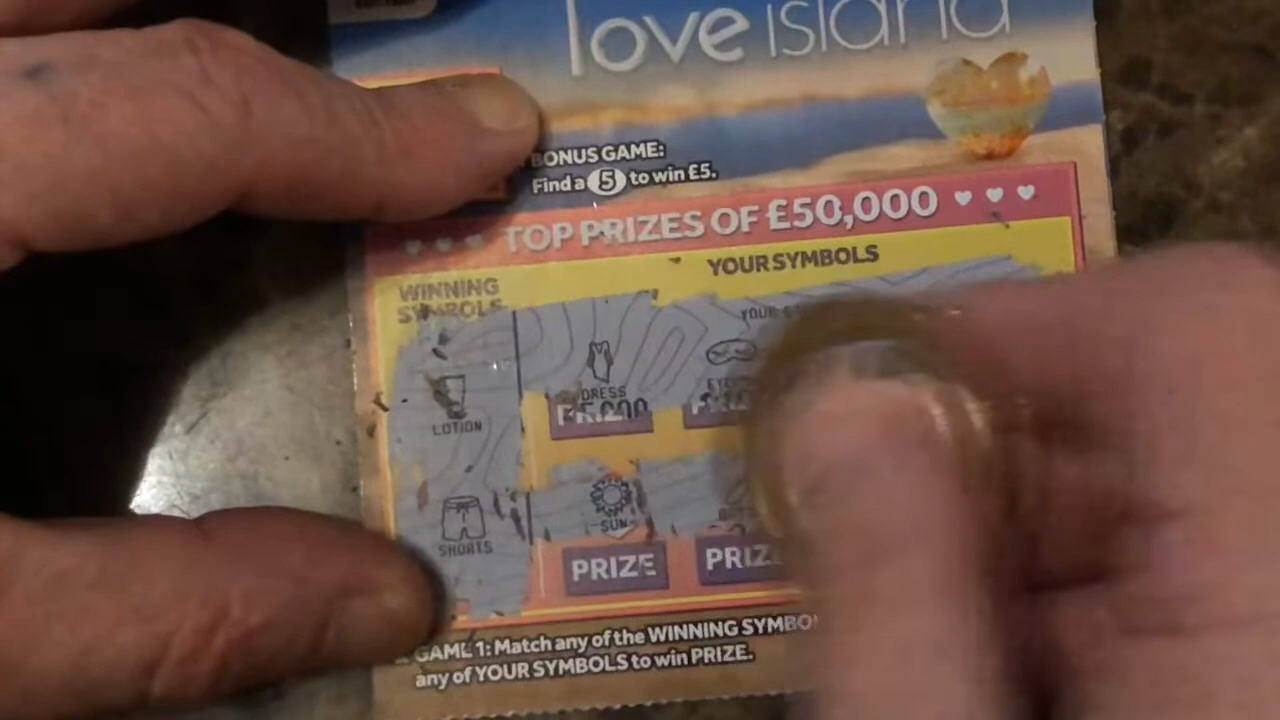 love island
BONUS GAME:
Find a 5 to win £5.
TOP PRIZES OF £50,000
WINNING
SYMBOLS
YOUR SYMBOLS
LOTION
DRESS
SHORTS
SUN
PRIZE
GAME 1: Match any of the WINNING
any of YOUR SYMBOLS to win PRIZE.